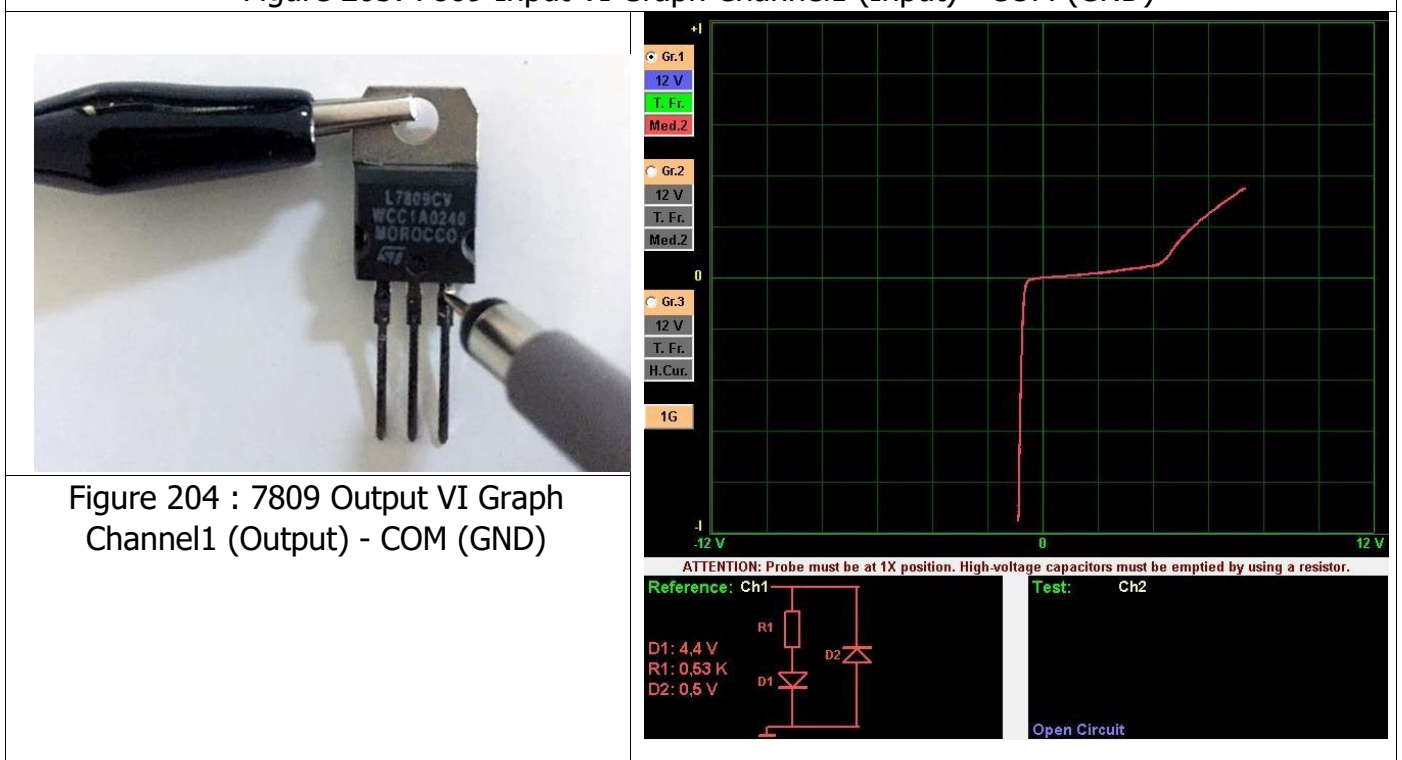 Figure 203: 7809 Input VI Graph Channel1 (Input) - COM (GND)
L7809CV
WCC1A0240
MOROCCO
ST
Figure 204 : 7809 Output VI Graph
Channel1 (Output) - COM (GND)
+I
Gr.1
12 V
T. Fr.
Med.2
Gr.2
12 V
T. Fr.
Med.2
0
Gr.3
12 V
T. Fr.
H.Cur.
1G
-I
-12 V 0 12 V
ATTENTION: Probe must be at 1X position. High-voltage capacitors must be emptied by using a resistor.
Reference: Ch1
R1
D1: 4,4 V
R1: 0,53 K
D2: 0,5 V
D2
D1
Test: Ch2
Open Circuit